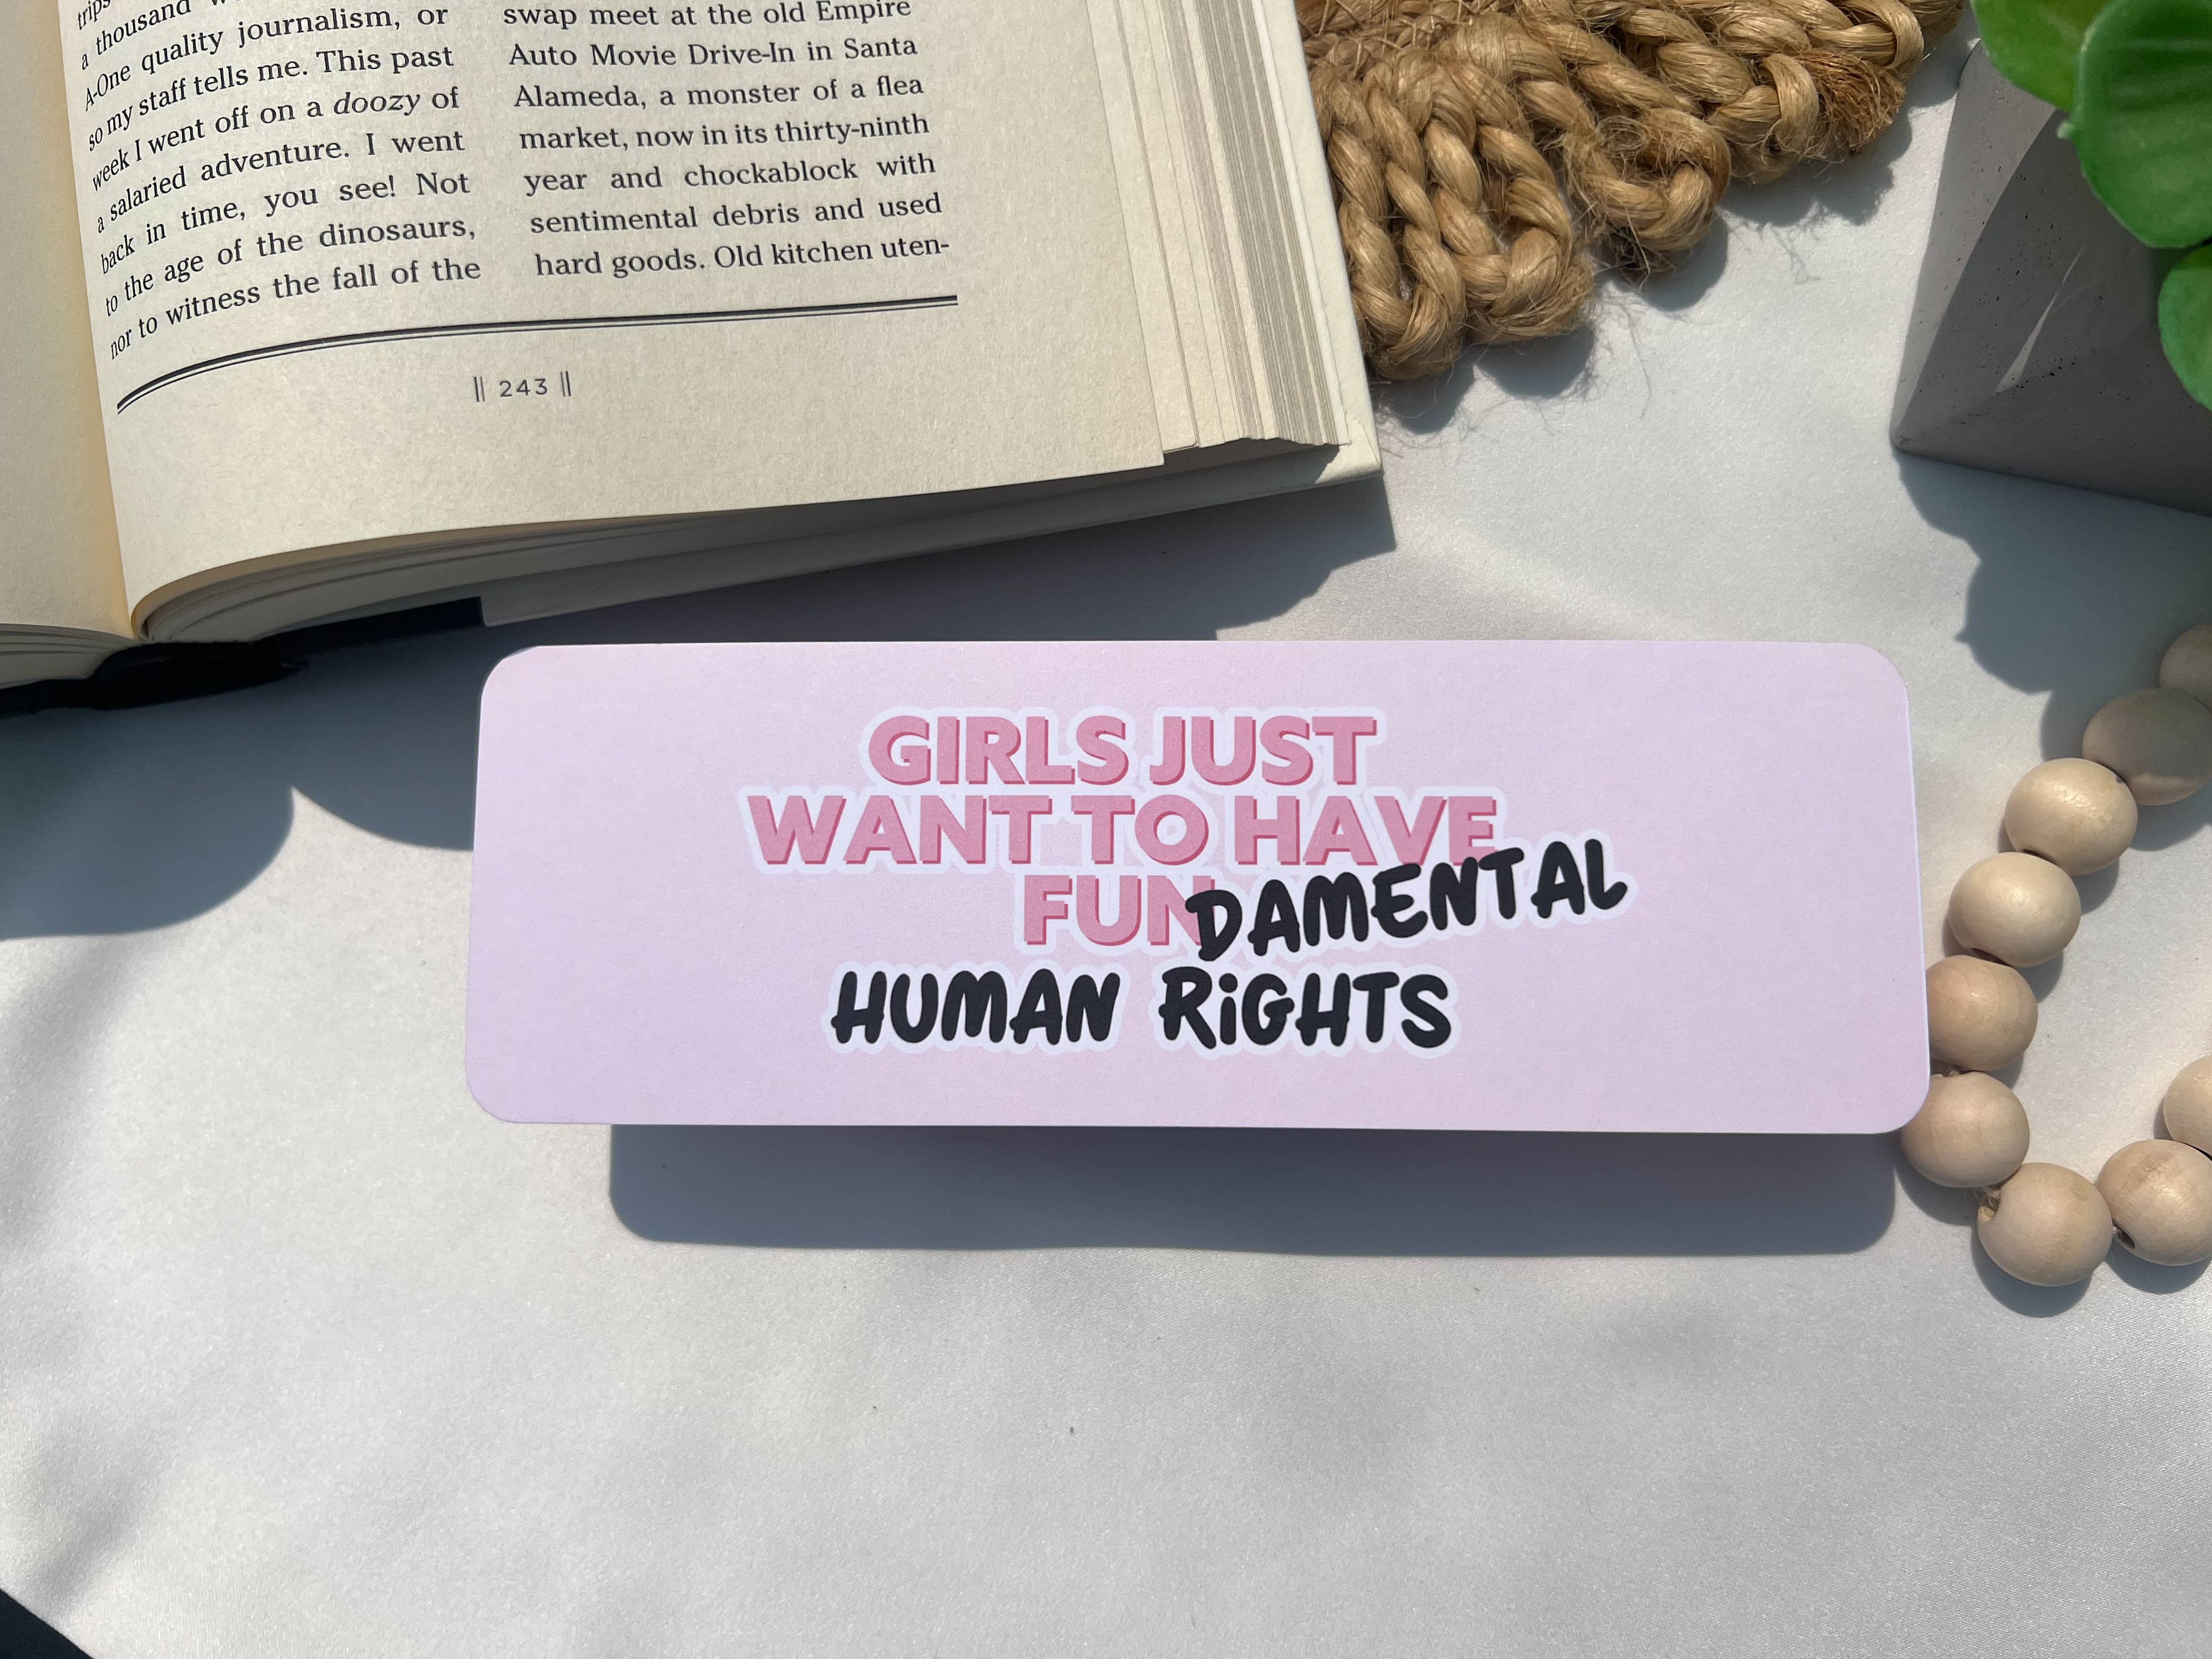 trips
a thousand
A-One quality journalism, or
so my staff tells me. This past
week I went off on a doozy of
a salaried adventure. I went
back in time, you see! Not
to the age of the dinosaurs,
nor to witness the fall of the
swap meet at the old Empire
Auto Movie Drive-In in Santa
Alameda, a monster of a flea
market, now in its thirty-ninth
year and chockablock with
sentimental debris and used
hard goods. Old kitchen uten-
|| 243 ||
GIRLS JUST
WANT TO HAVE
FUNDAMENTAL
HUMAN RiGHTS